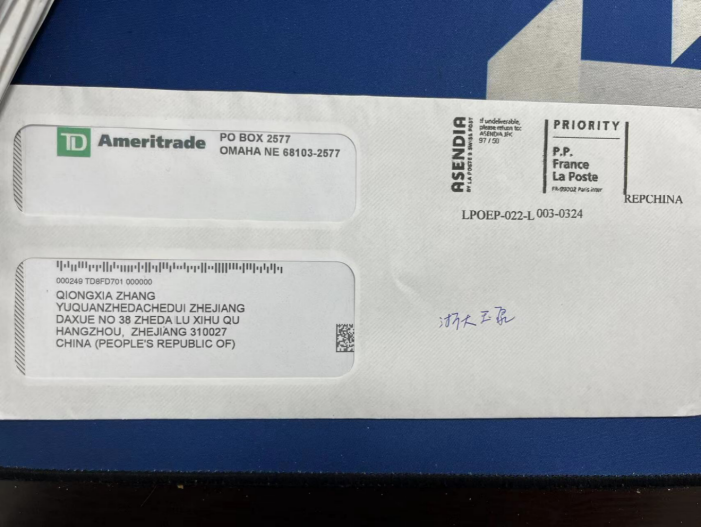 TD Ameritrade
PO BOX 2577
OMAHA NE 68103-2577
ASENDIA
BY LA POSTE & SWISS POST
If undeliverable,
please return to:
ASENDIA IPC
97 / 50
PRIORITY
P.P.
France
La Poste
FR-99002 Paris Inter
REPCHINA
LPOEP-022-L 003-0324
000249 TD8FD701 000000
QIONGXIA ZHANG
YUQUANZHEDACHEDUI ZHEJIANG
DAXUE NO 38 ZHEDA LU XIHU QU
HANGZHOU, ZHEJIANG 310027
CHINA (PEOPLE'S REPUBLIC OF)
浙大玉泉